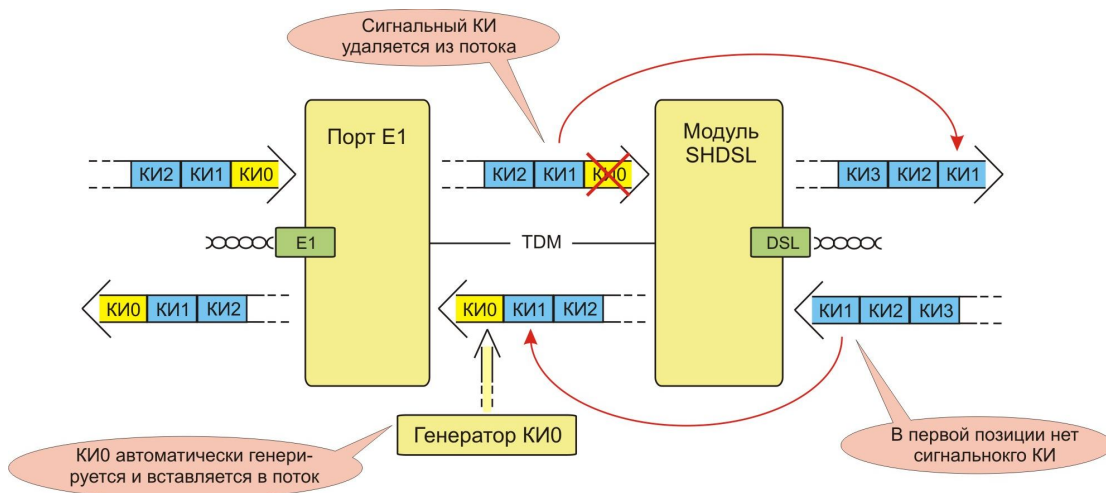 Сигнальный КИ
удаляется из потока
Порт E1
Модуль
SHDSL
КИ2 КИ1 КИ0
КИ2 КИ1 КИ0
КИ3 КИ2 КИ1
E1
TDM
DSL
КИ0 КИ1 КИ2
КИ0 КИ1 КИ2
КИ1 КИ2 КИ3
Генератор КИ0
КИ0 автоматически генери-
руется и вставляется в поток
В первой позиции нет
сигнальнокго КИ